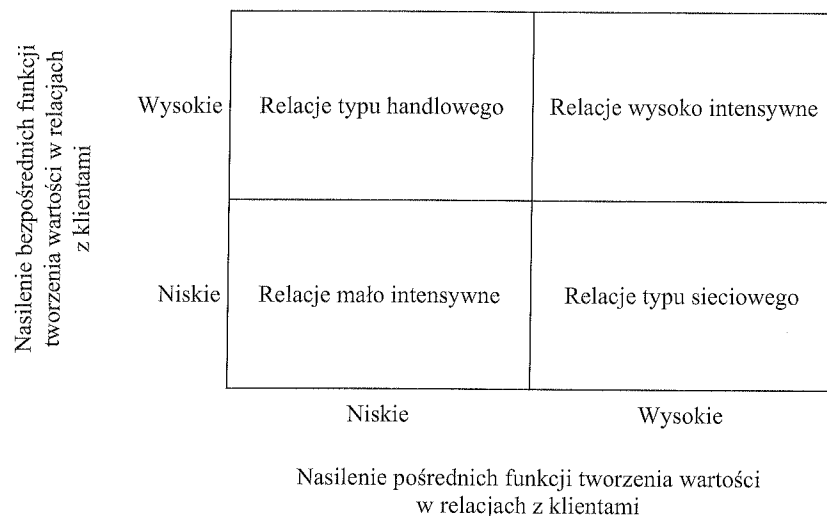 Nasilenie bezpośrednich funkcji
tworzenia wartości w relacjach
z klientami
Wysokie
Relacje typu handlowego
Relacje wysoko intensywne
Niskie
Relacje mało intensywne
Relacje typu sieciowego
Niskie
Wysokie
Nasilenie pośrednich funkcji tworzenia wartości
w relacjach z klientami